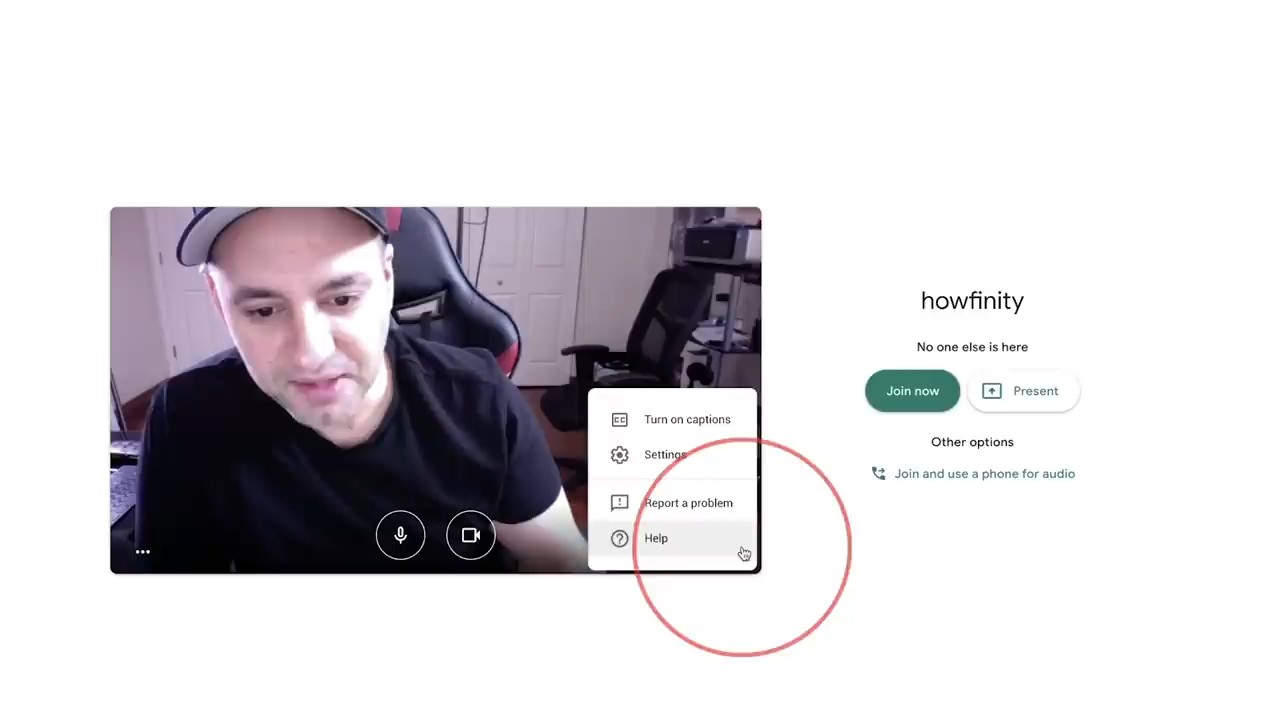 howfinity
No one else is here
Join now
Present
Turn on captions
Other options
Settings
Join and use a phone for audio
Report a problem
Help